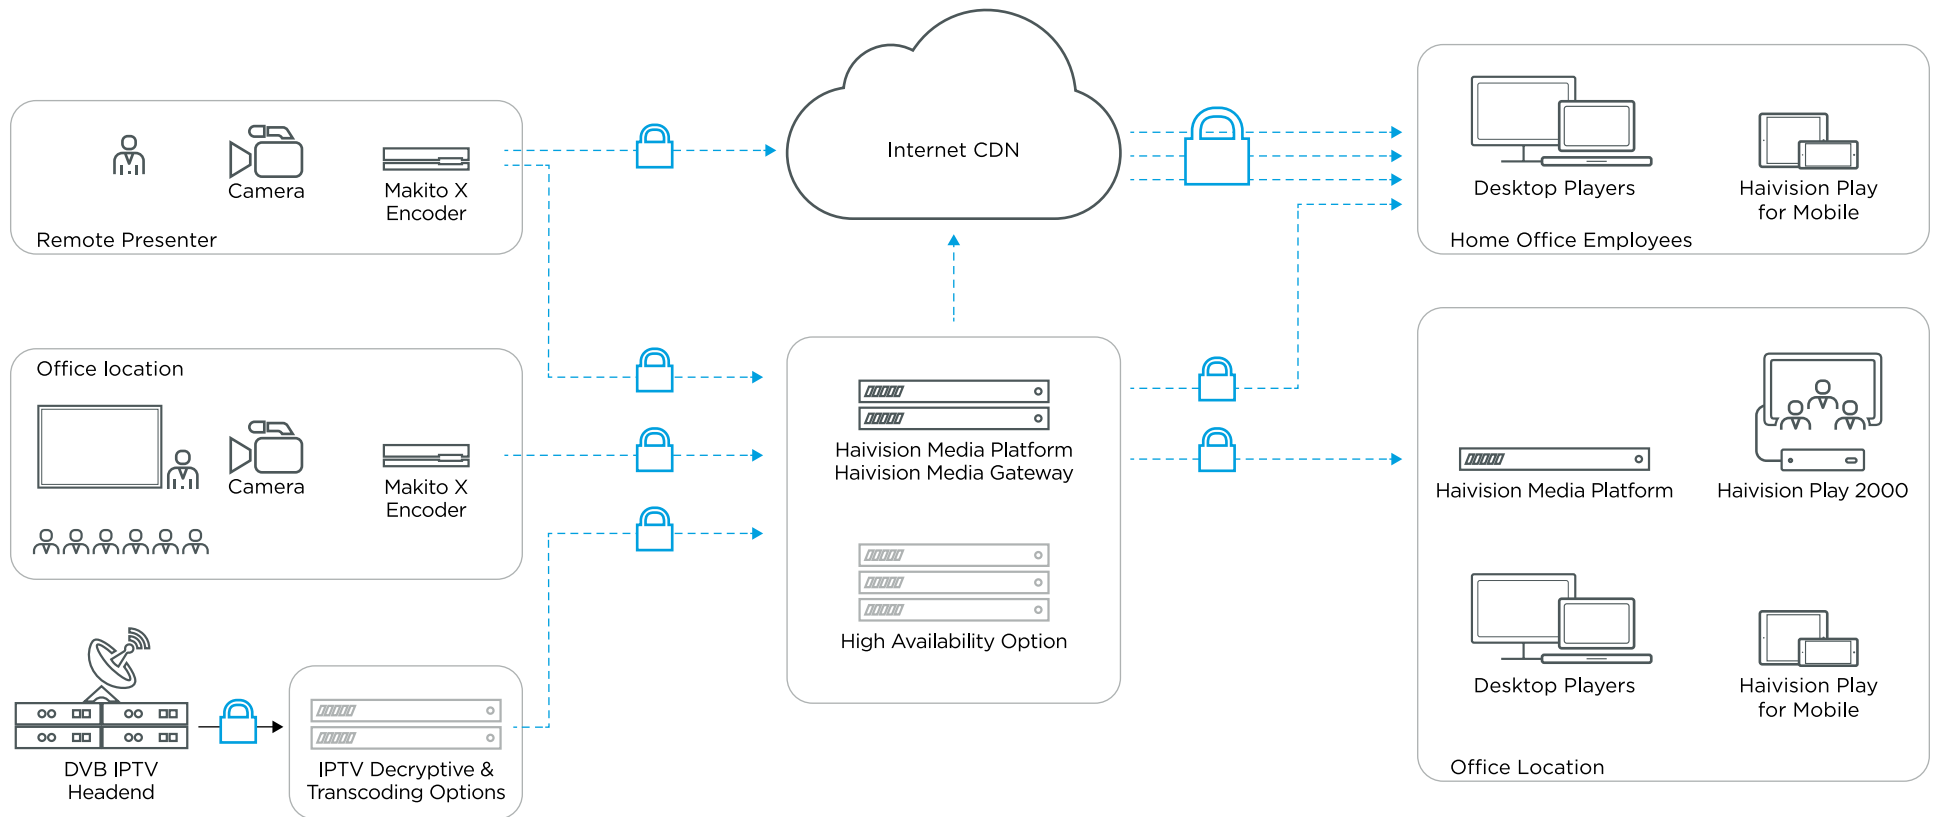 Camera
Makito X
Encoder
Remote Presenter
Office location
Camera
Makito X
Encoder
DVB IPTV
Headend
IPTV Decryptive &
Transcoding Options
Internet CDN
Haivision Media Platform
Haivision Media Gateway
High Availability Option
Desktop Players
Haivision Play
for Mobile
Home Office Employees
Haivision Media Platform
Haivision Play 2000
Desktop Players
Haivision Play
for Mobile
Office Location